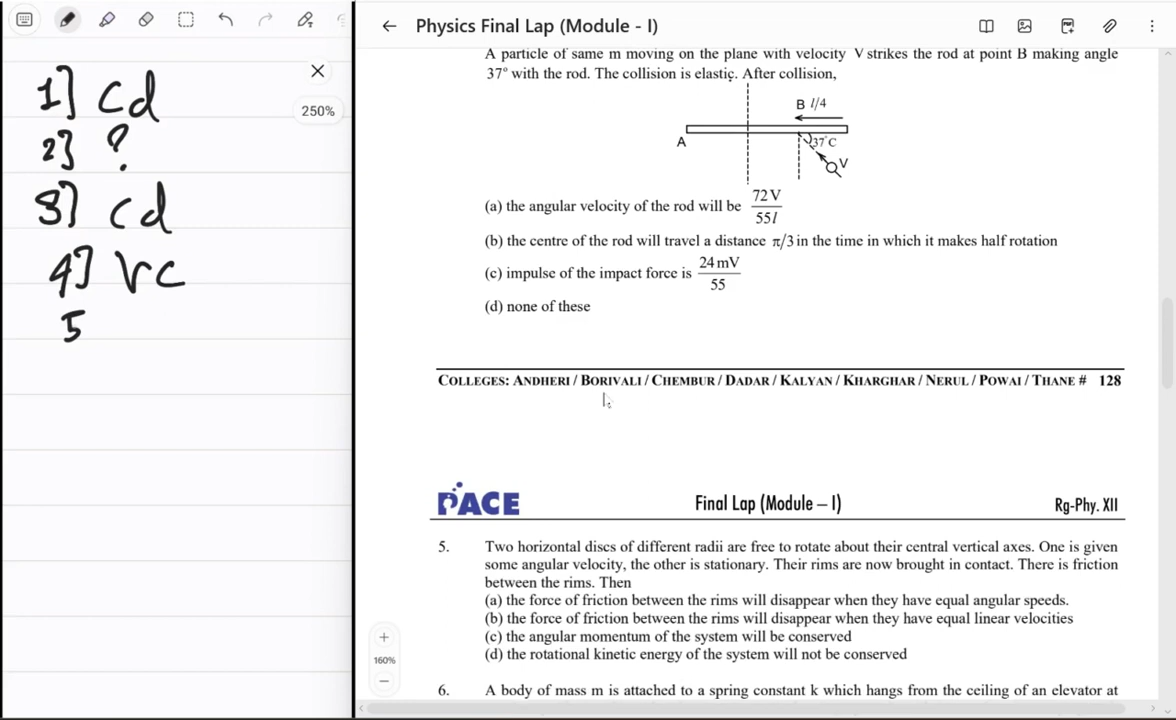 Physics Final Lap (Module - I)
1] cd
2] ?
3] cd
4] vc
5
250%
A particle of same m moving on the plane with velocity V strikes the rod at point B making angle
37° with the rod. The collision is elastic. After collision,
B l/4
A
37°C
V
(a) the angular velocity of the rod will be 72 V / 55l
(b) the centre of the rod will travel a distance π/3 in the time in which it makes half rotation
(c) impulse of the impact force is 24 mV / 55
(d) none of these
COLLEGES: ANDHERI / BORIVALI / CHEMBUR / DADAR / KALYAN / KHARGHAR / NERUL / POWAI / THANE # 128
PACE
Final Lap (Module – I)
Rg-Phy. XII
5. Two horizontal discs of different radii are free to rotate about their central vertical axes. One is given
some angular velocity, the other is stationary. Their rims are now brought in contact. There is friction
between the rims. Then
(a) the force of friction between the rims will disappear when they have equal angular speeds.
(b) the force of friction between the rims will disappear when they have equal linear velocities
(c) the angular momentum of the system will be conserved
(d) the rotational kinetic energy of the system will not be conserved
160%
6. A body of mass m is attached to a spring constant k which hangs from the ceiling of an elevator at